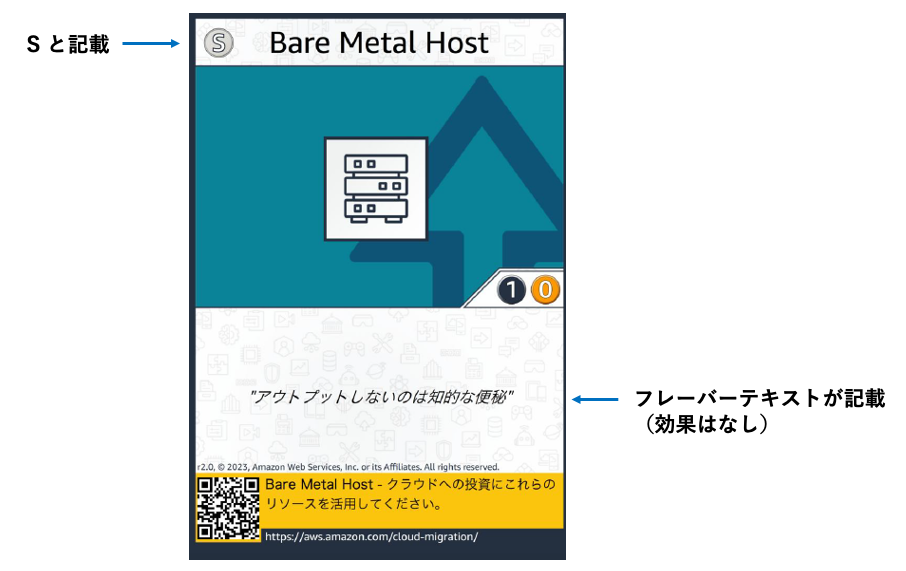 S と記載
S
Bare Metal Host
1 0
"アウトプットしないのは知的な便秘"
フレーバーテキストが記載
（効果はなし）
r2.0, © 2023, Amazon Web Services, Inc. or its Affiliates. All rights reserved.
Bare Metal Host - クラウドへの投資にこれらの
リソースを活用してください。
https://aws.amazon.com/cloud-migration/